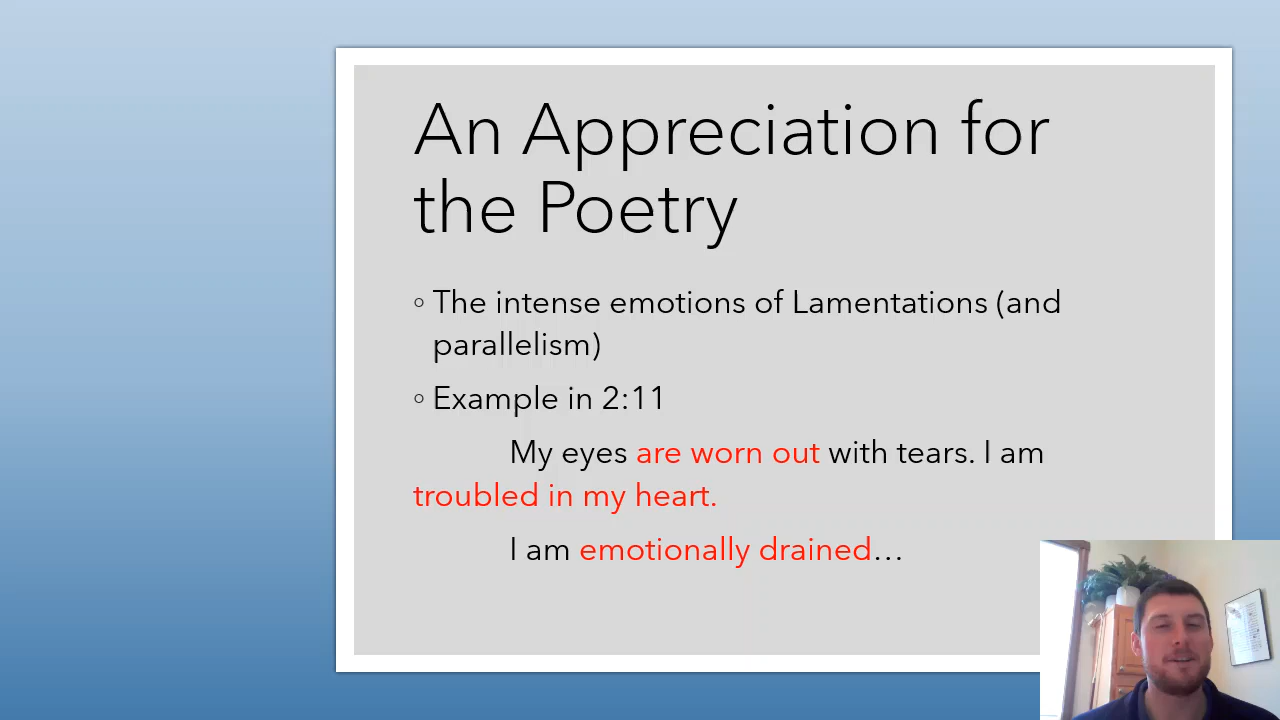 An Appreciation for
the Poetry
◦ The intense emotions of Lamentations (and
parallelism)
◦ Example in 2:11
My eyes are worn out with tears. I am
troubled in my heart.
I am emotionally drained…